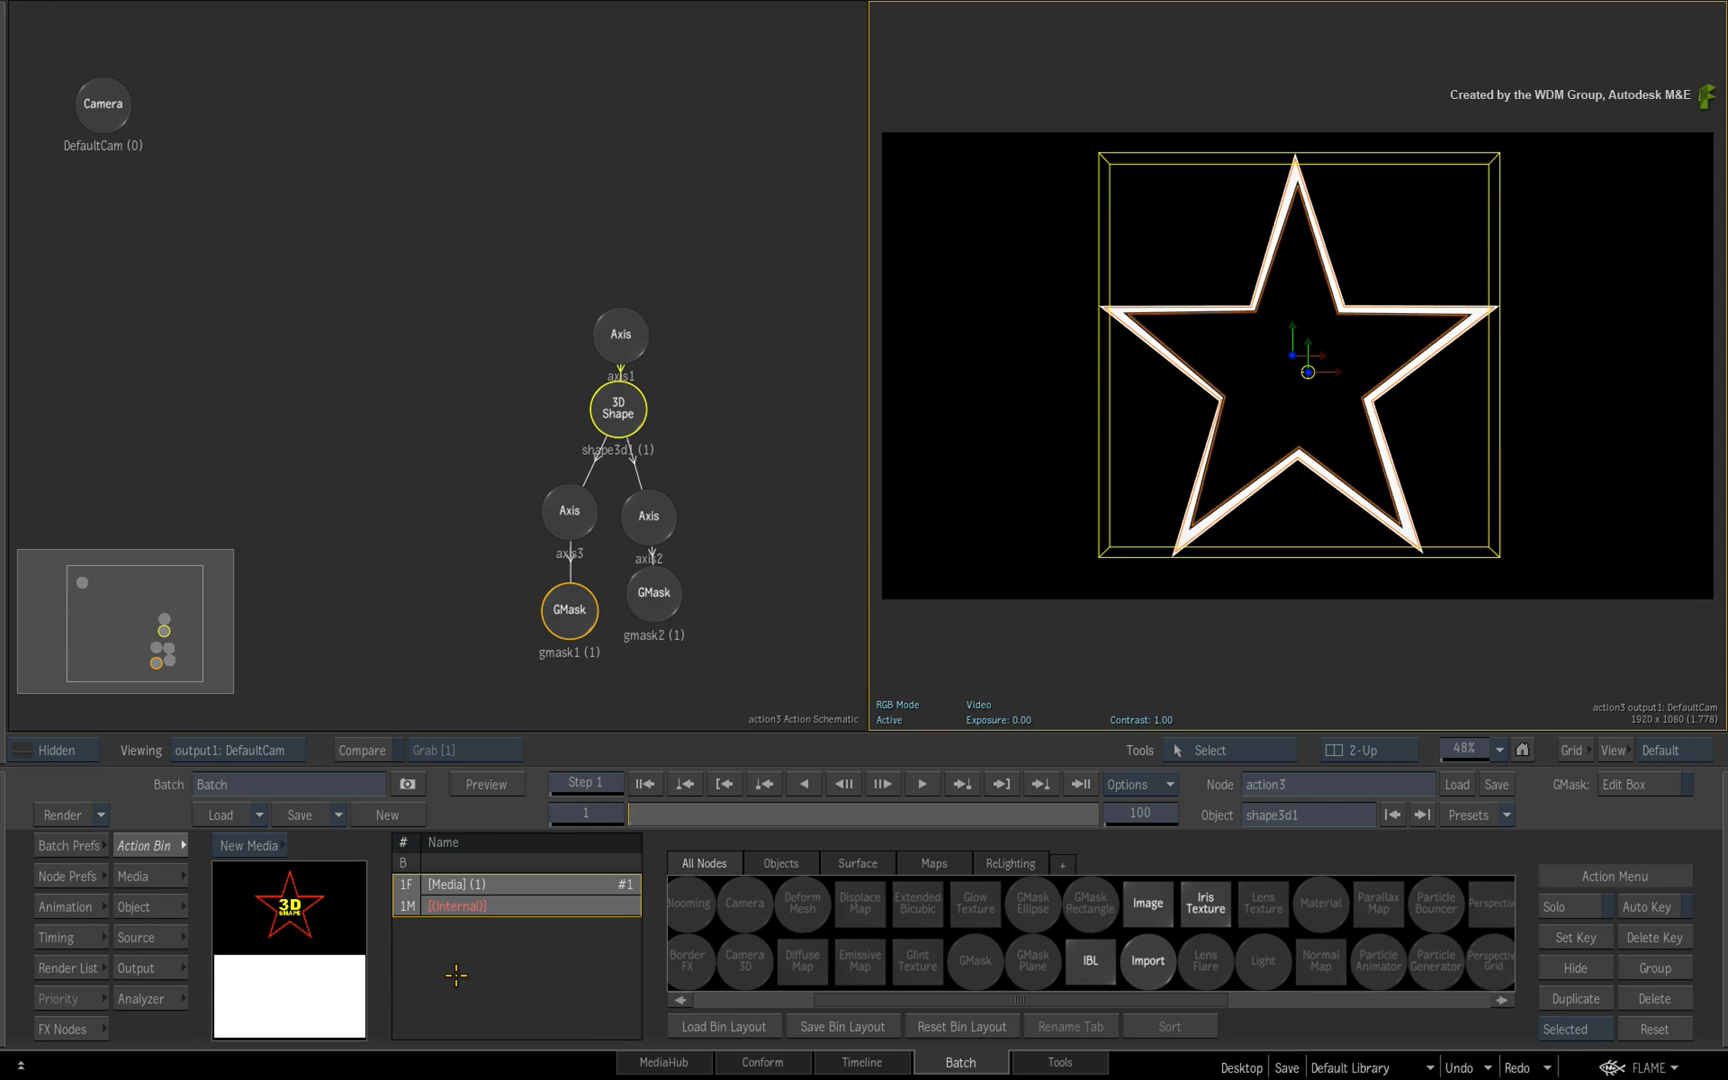 Camera
DefaultCam (0)
Created by the WDM Group, Autodesk M&E
Axis
axis1
3D
Shape
shape3d1 (1)
Axis
Axis
axis3
axis2
GMask
GMask
gmask1 (1)
gmask2 (1)
action3 Action Schematic
RGB Mode
Video
Active
Exposure: 0.00
Contrast: 1.00
action3 output1: DefaultCam
1920 x 1080 (1.778)
Hidden
Viewing
output1: DefaultCam
Compare
Grab [1]
Tools
Select
2-Up
48%
Grid
View
Default
Batch
Batch
Preview
Step 1
Options
Node
action3
Load
Save
GMask:
Edit Box
Render
Load
Save
New
1
100
Object
shape3d1
Presets
Batch Prefs
Action Bin
New Media
# Name
B
1F [Media] (1) #1
1M [(Internal)]
Node Prefs
Media
Animation
Object
Timing
Source
Render List
Output
Priority
Analyzer
FX Nodes
3D
SHAPE
All Nodes
Objects
Surface
Maps
ReLighting
+
Blooming
Camera
Deform
Mesh
Displace
Map
Extended
Bicubic
Glow
Texture
GMask
Ellipse
GMask
Rectangle
Image
Iris
Texture
Lens
Texture
Material
Parallax
Map
Particle
Bouncer
Border
FX
Camera
3D
Diffuse
Map
Emissive
Map
Glint
Texture
GMask
GMask
Plane
IBL
Import
Lens
Flare
Light
Normal
Map
Particle
Animator
Particle
Generator
Grid
Load Bin Layout
Save Bin Layout
Reset Bin Layout
Rename Tab
Sort
Action Menu
Solo
Auto Key
Set Key
Delete Key
Hide
Group
Duplicate
Delete
Selected
Reset
MediaHub
Conform
Timeline
Batch
Tools
Desktop
Save
Default Library
Undo
Redo
FLAME